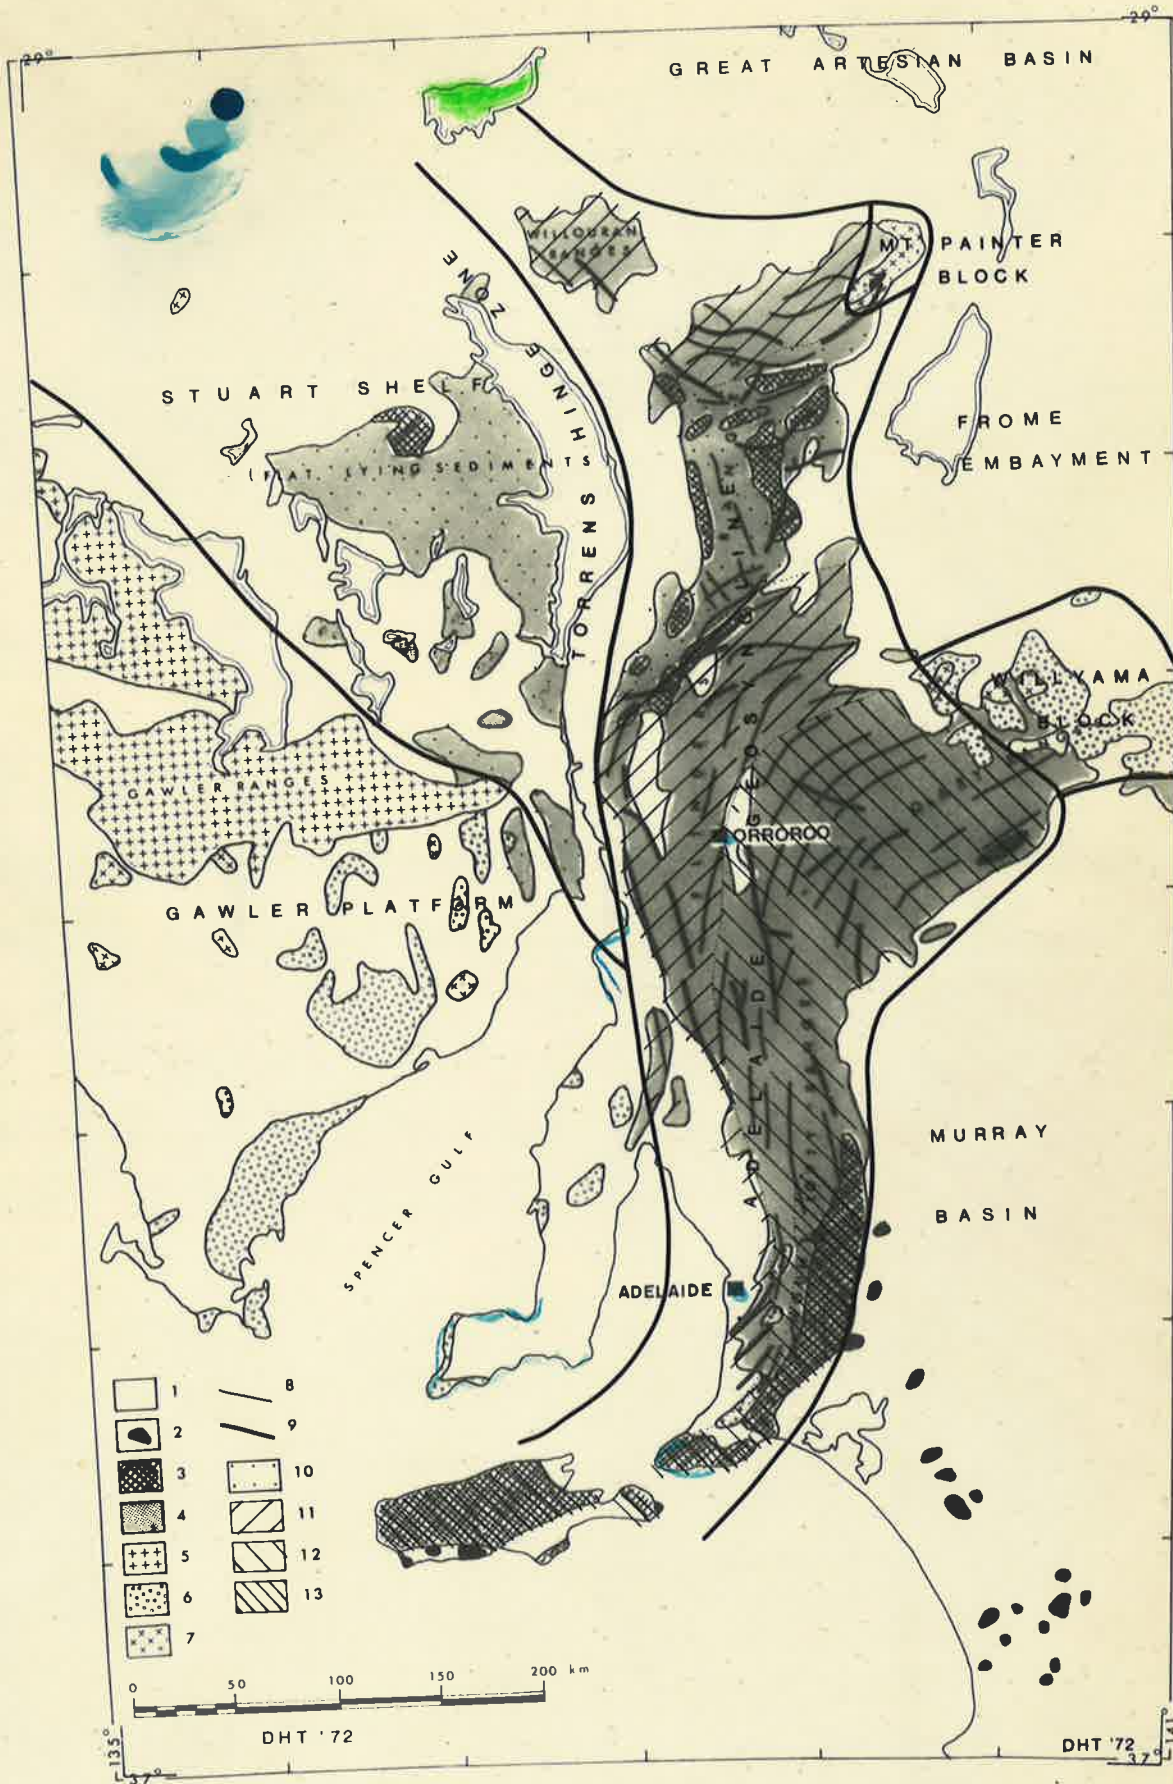 29°
29°
GREAT ARTESIAN BASIN
WILLOURAN
RANGES
MT. PAINTER
BLOCK
TORRENS HINGE ZONE
STUART SHELF
(FLAT LYING SEDIMENTS
FROME
EMBAYMENT
WILLYAMA
BLOCK
GAWLER RANGES
ORROROO
GAWLER PLATFORM
ADELAIDE GEOSYNCLINE
MURRAY
BASIN
SPENCER GULF
ADELAIDE
1
2
3
4
5
6
7
8
9
10
11
12
13
0 50 100 150 200 km
DHT '72
DHT '72
135°
37°
37°
141°